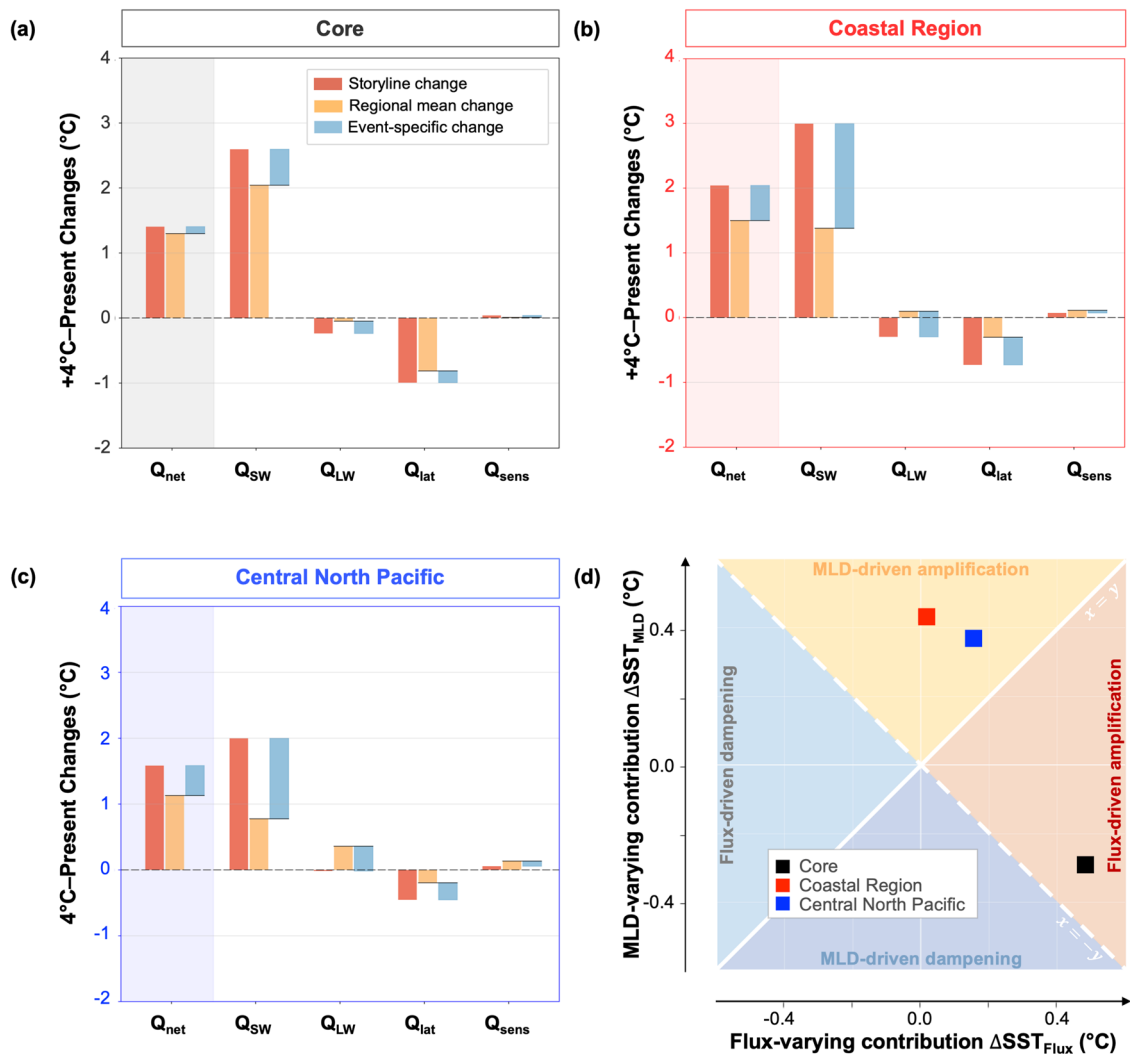 (a)
Core
+4°C–Present Changes (°C)
4
3
2
1
0
-1
-2
Storyline change
Regional mean change
Event-specific change
Qnet
QSW
QLW
Qlat
Qsens
(b)
Coastal Region
+4°C–Present Changes (°C)
4
3
2
1
0
-1
-2
Qnet
QSW
QLW
Qlat
Qsens
(c)
Central North Pacific
4°C–Present Changes (°C)
4
3
2
1
0
-1
-2
Qnet
QSW
QLW
Qlat
Qsens
(d)
MLD-varying contribution ΔSSTMLD (°C)
0.4
0.0
-0.4
MLD-driven amplification
x = y
Flux-driven dampening
Flux-driven amplification
Core
Coastal Region
Central North Pacific
x = -y
MLD-driven dampening
-0.4
0.0
0.4
Flux-varying contribution ΔSSTFlux (°C)